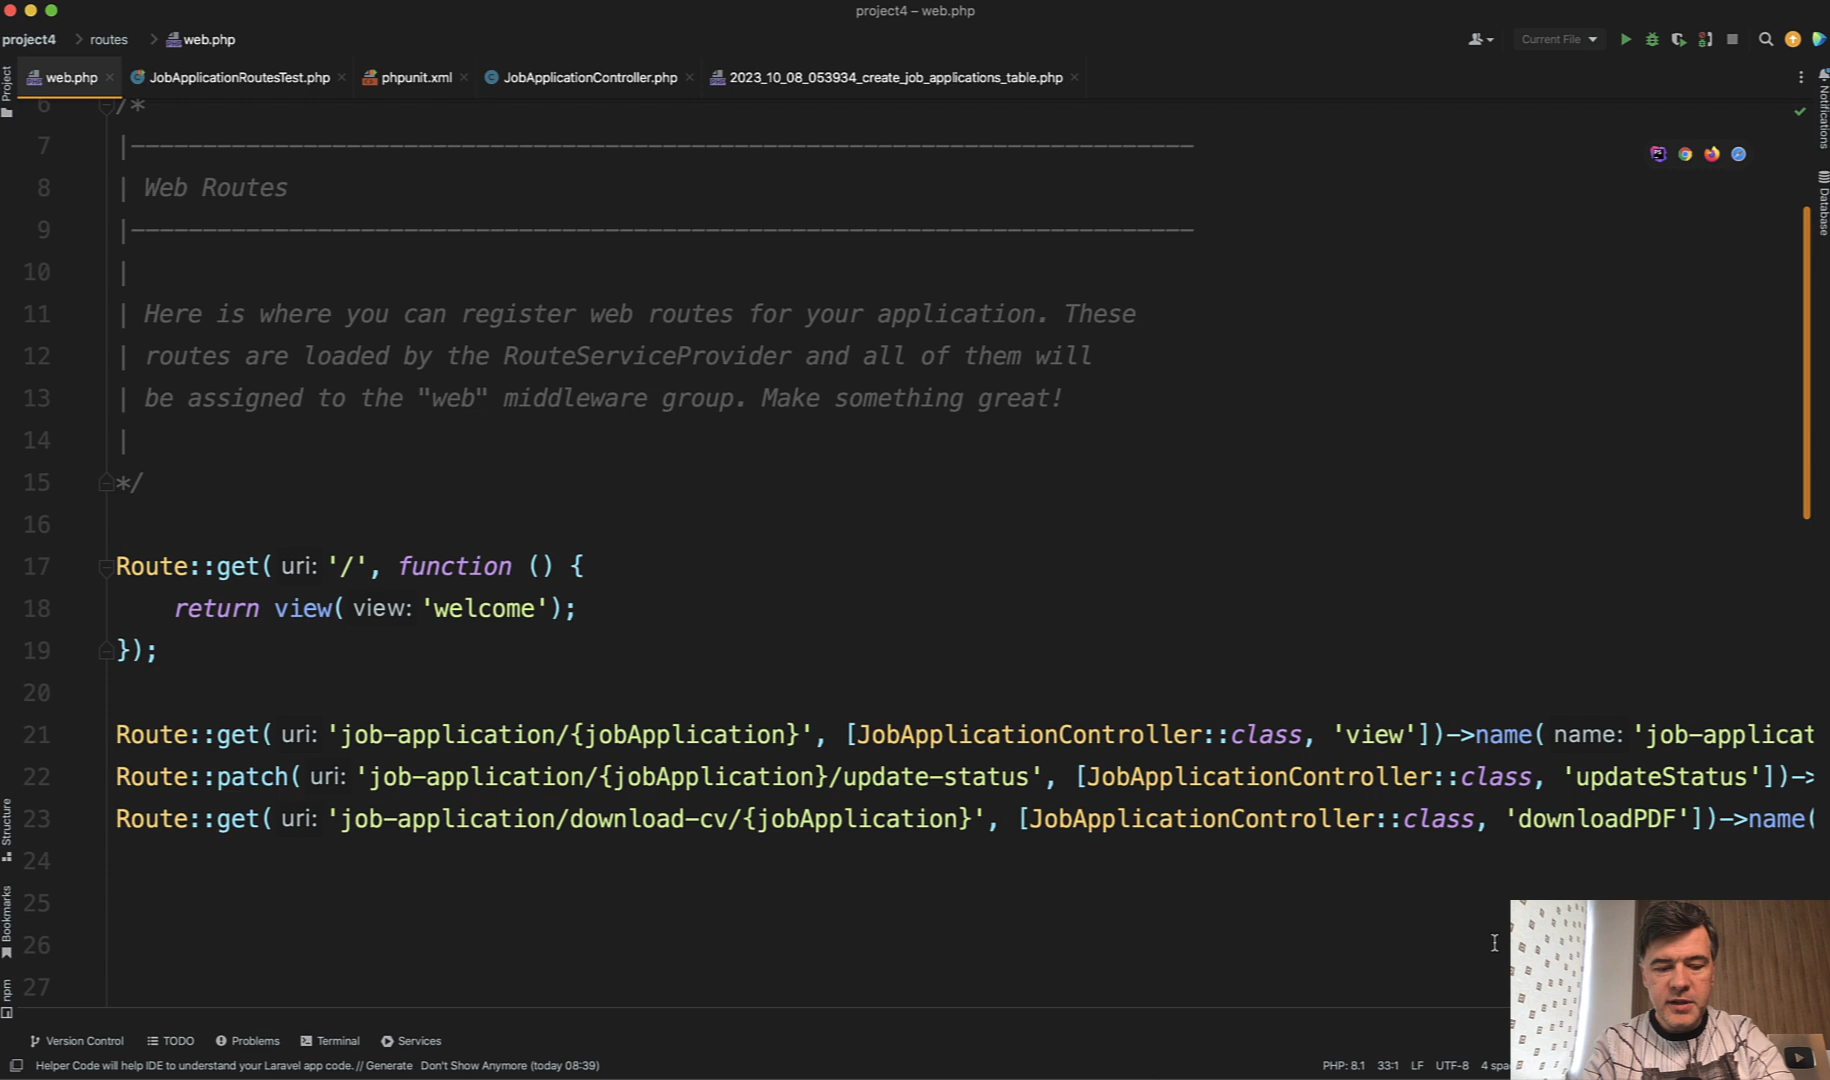 project4 – web.php
project4 > routes > web.php
Current File
Project
web.php
JobApplicationRoutesTest.php
phpunit.xml
JobApplicationController.php
2023_10_08_053934_create_job_applications_table.php
Notifications
Database
6 /*
7 |--------------------------------------------------------------------------
8 | Web Routes
9 |--------------------------------------------------------------------------
10 |
11 | Here is where you can register web routes for your application. These
12 | routes are loaded by the RouteServiceProvider and all of them will
13 | be assigned to the "web" middleware group. Make something great!
14 |
15 */
16
17 Route::get( uri: '/', function () {
18 return view( view: 'welcome');
19 });
20
21 Route::get( uri: 'job-application/{jobApplication}', [JobApplicationController::class, 'view'])->name( name: 'job-applicat
22 Route::patch( uri: 'job-application/{jobApplication}/update-status', [JobApplicationController::class, 'updateStatus'])->
23 Route::get( uri: 'job-application/download-cv/{jobApplication}', [JobApplicationController::class, 'downloadPDF'])->name(
24
25
26
27
Structure
Bookmarks
npm
Version Control
TODO
Problems
Terminal
Services
Helper Code will help IDE to understand your Laravel app code. // Generate Don't Show Anymore (today 08:39)
PHP: 8.1 33:1 LF UTF-8 4 spa